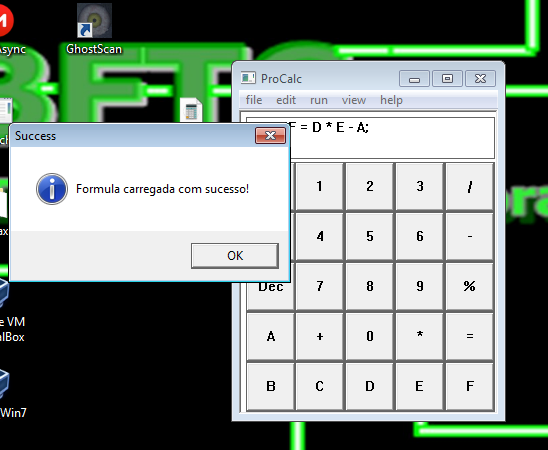 Async
GhostScan
ProCalc
file edit run view help
F = D * E - A;
Success
Formula carregada com sucesso!
OK
1 2 3 /
4 5 6 -
Dec 7 8 9 %
A + 0 * =
B C D E F
e VM
alBox
Win7